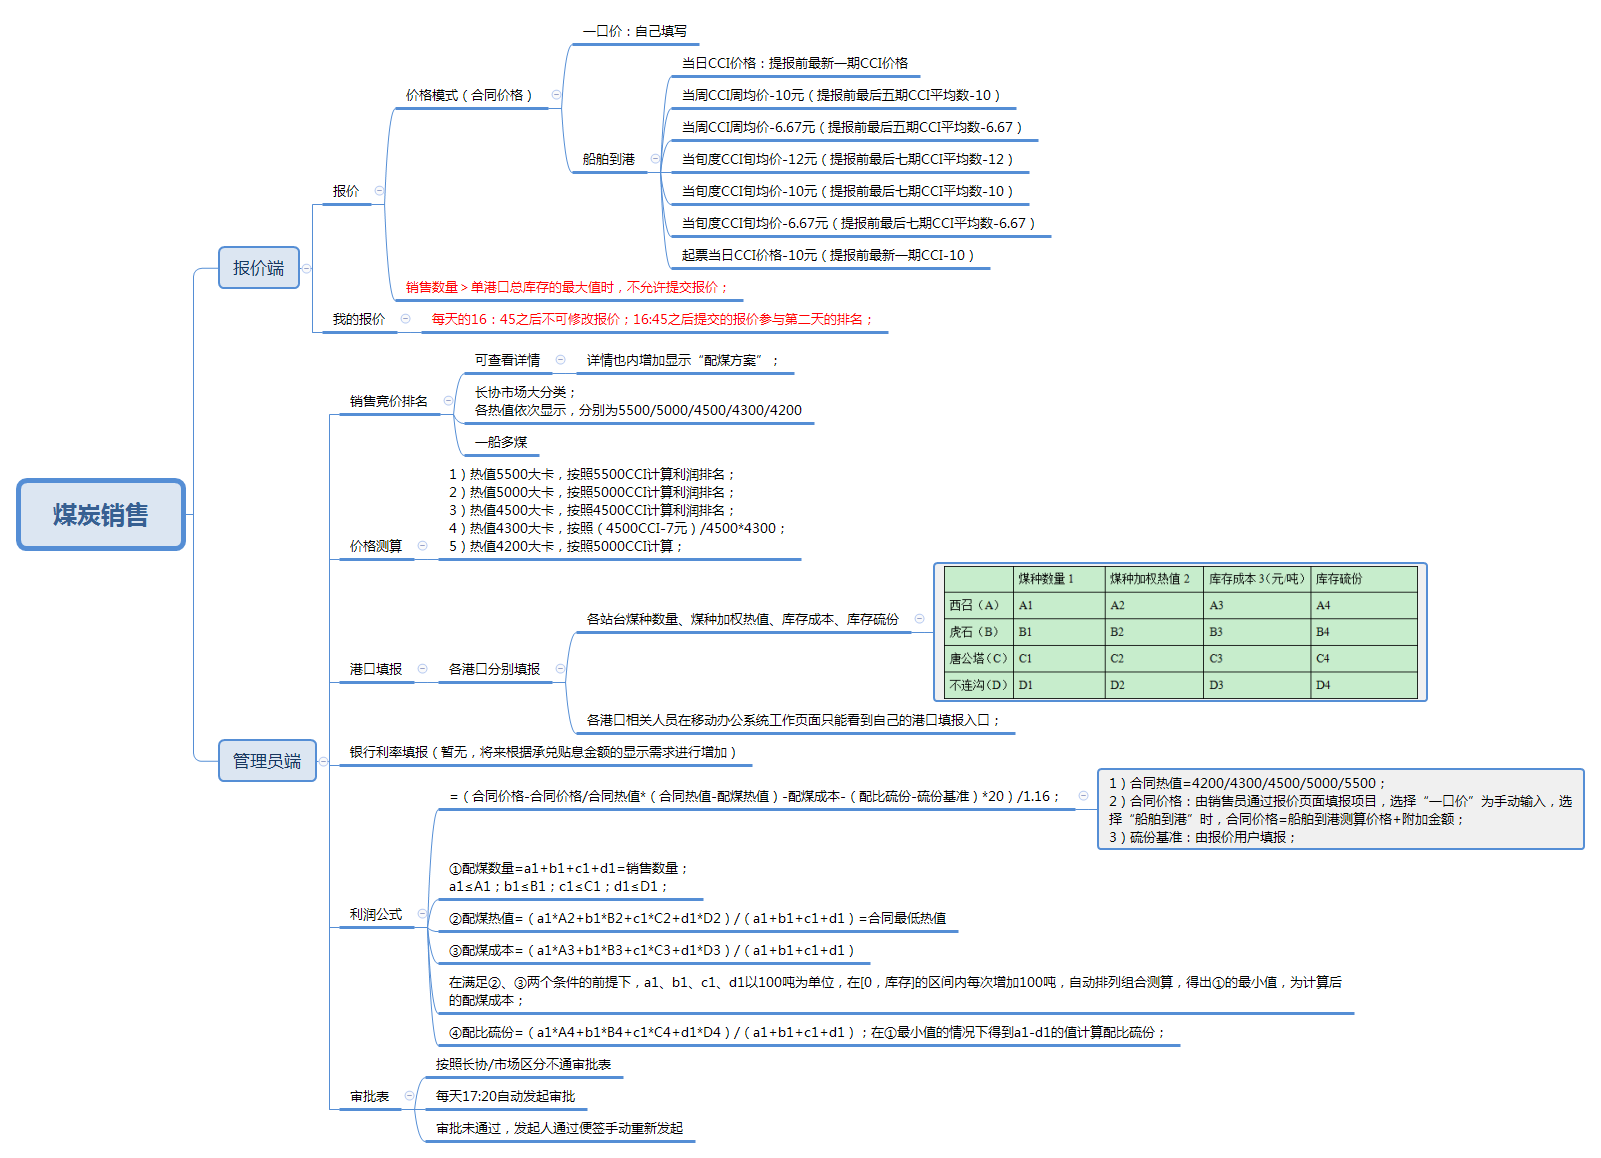 煤炭销售
报价端
报价
价格模式（合同价格）
一口价：自己填写
船舶到港
当日CCI价格：提报前最新一期CCI价格
当周CCI周均价-10元（提报前最后五期CCI平均数-10）
当周CCI周均价-6.67元（提报前最后五期CCI平均数-6.67）
当旬度CCI旬均价-12元（提报前最后七期CCI平均数-12）
当旬度CCI旬均价-10元（提报前最后七期CCI平均数-10）
当旬度CCI旬均价-6.67元（提报前最后七期CCI平均数-6.67）
起票当日CCI价格-10元（提报前最新一期CCI-10）
销售数量＞单港口总库存的最大值时，不允许提交报价；
我的报价
每天的16：45之后不可修改报价；16:45之后提交的报价参与第二天的排名；
管理员端
销售竞价排名
可查看详情
详情也内增加显示“配煤方案”；
长协市场大分类；
各热值依次显示，分别为5500/5000/4500/4300/4200
一船多煤
价格测算
1）热值5500大卡，按照5500CCI计算利润排名；
2）热值5000大卡，按照5000CCI计算利润排名；
3）热值4500大卡，按照4500CCI计算利润排名；
4）热值4300大卡，按照（4500CCI-7元）/4500*4300；
5）热值4200大卡，按照5000CCI计算；
港口填报
各港口分别填报
各站台煤种数量、煤种加权热值、库存成本、库存硫份
煤种数量 1 煤种加权热值 2 库存成本 3（元/吨） 库存硫份
西召（A） A1 A2 A3 A4
虎石（B） B1 B2 B3 B4
唐公塔（C） C1 C2 C3 C4
不连沟（D） D1 D2 D3 D4
各港口相关人员在移动办公系统工作页面只能看到自己的港口填报入口；
银行利率填报（暂无，将来根据承兑贴息金额的显示需求进行增加）
利润公式
=（合同价格-合同价格/合同热值*（合同热值-配煤热值）-配煤成本-（配比硫份-硫份基准）*20）/1.16；
1）合同热值=4200/4300/4500/5000/5500；
2）合同价格：由销售员通过报价页面填报项目，选择“一口价”为手动输入，选
择“船舶到港”时，合同价格=船舶到港测算价格+附加金额；
3）硫份基准：由报价用户填报；
①配煤数量=a1+b1+c1+d1=销售数量；
a1≤A1；b1≤B1；c1≤C1；d1≤D1；
②配煤热值=（a1*A2+b1*B2+c1*C2+d1*D2）/（a1+b1+c1+d1）=合同最低热值
③配煤成本=（a1*A3+b1*B3+c1*C3+d1*D3）/（a1+b1+c1+d1）
在满足②、③两个条件的前提下，a1、b1、c1、d1以100吨为单位，在[0，库存]的区间内每次增加100吨，自动排列组合测算，得出①的最小值，为计算后
的配煤成本；
④配比硫份=（a1*A4+b1*B4+c1*C4+d1*D4）/（a1+b1+c1+d1）；在①最小值的情况下得到a1-d1的值计算配比硫份；
审批表
按照长协/市场区分不通审批表
每天17:20自动发起审批
审批未通过，发起人通过便签手动重新发起